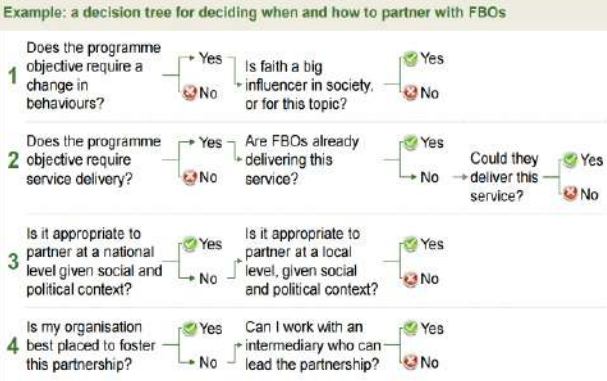 Example: a decision tree for deciding when and how to partner with FBOs
1
Does the programme
objective require a
change in
behaviours?
Yes
No
Is faith a big
influencer in society,
or for this topic?
Yes
No
2
Does the programme
objective require
service delivery?
Yes
No
Are FBOs already
delivering this
service?
Yes
No
Could they
deliver this
service?
Yes
No
3
Is it appropriate to
partner at a national
level given social and
political context?
Yes
No
Is it appropriate to
partner at a local
level, given social
and political context?
Yes
No
4
Is my organisation
best placed to foster
this partnership?
Yes
No
Can I work with an
intermediary who can
lead the partnership?
Yes
No